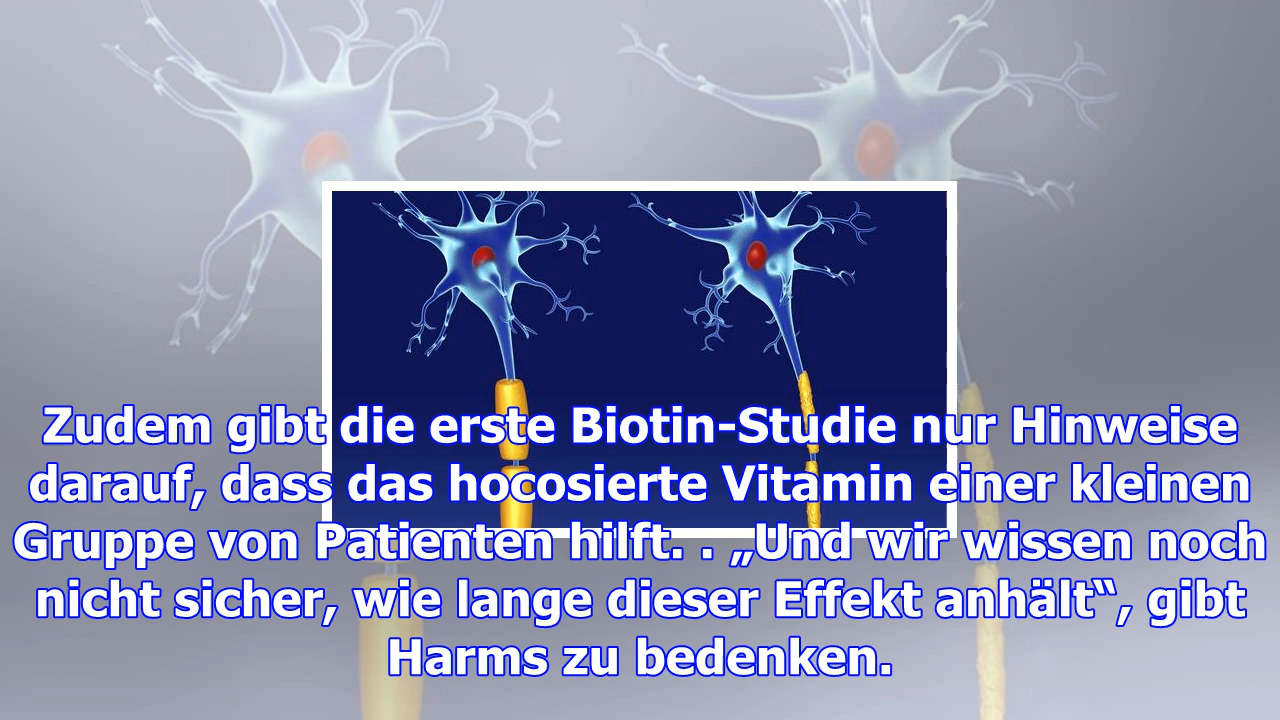 Zudem gibt die erste Biotin-Studie nur Hinweise
darauf, dass das hocosierte Vitamin einer kleinen
Gruppe von Patienten hilft. . „Und wir wissen noch
nicht sicher, wie lange dieser Effekt anhält“, gibt
Harms zu bedenken.